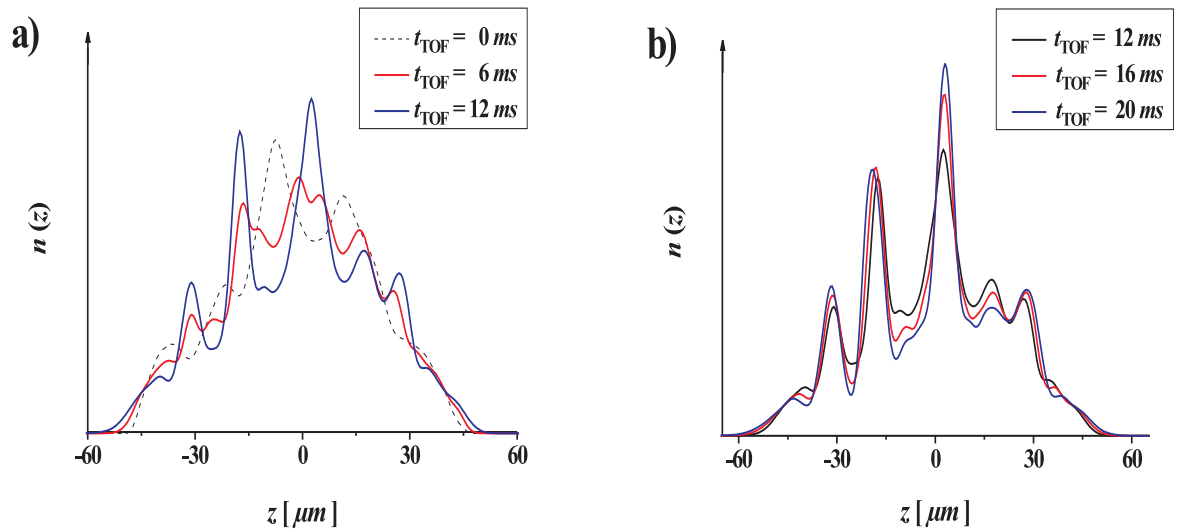 a)
t_TOF = 0 ms
t_TOF = 6 ms
t_TOF = 12 ms
n (z)
-60 -30 0 30 60
z [ μm ]
b)
t_TOF = 12 ms
t_TOF = 16 ms
t_TOF = 20 ms
n (z)
-60 -30 0 30 60
z [ μm ]